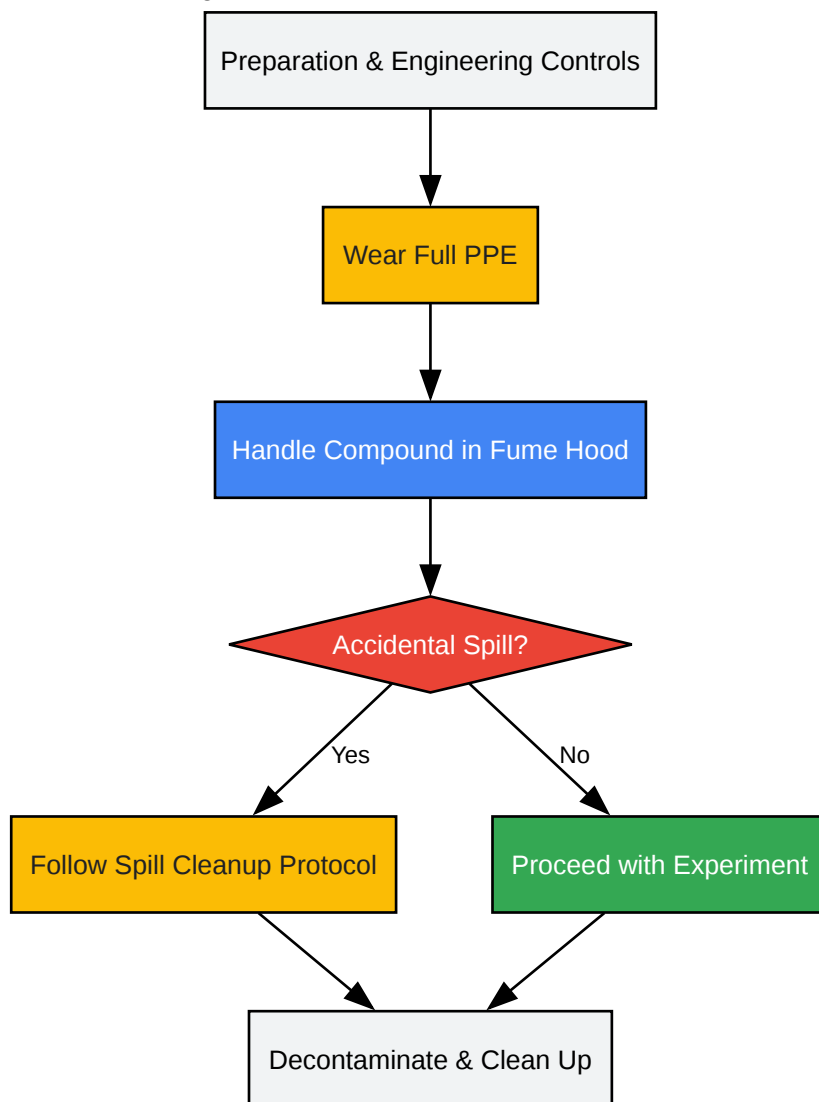 Preparation & Engineering Controls
Wear Full PPE
Handle Compound in Fume Hood
Accidental Spill?
Yes
No
Follow Spill Cleanup Protocol
Proceed with Experiment
Decontaminate & Clean Up